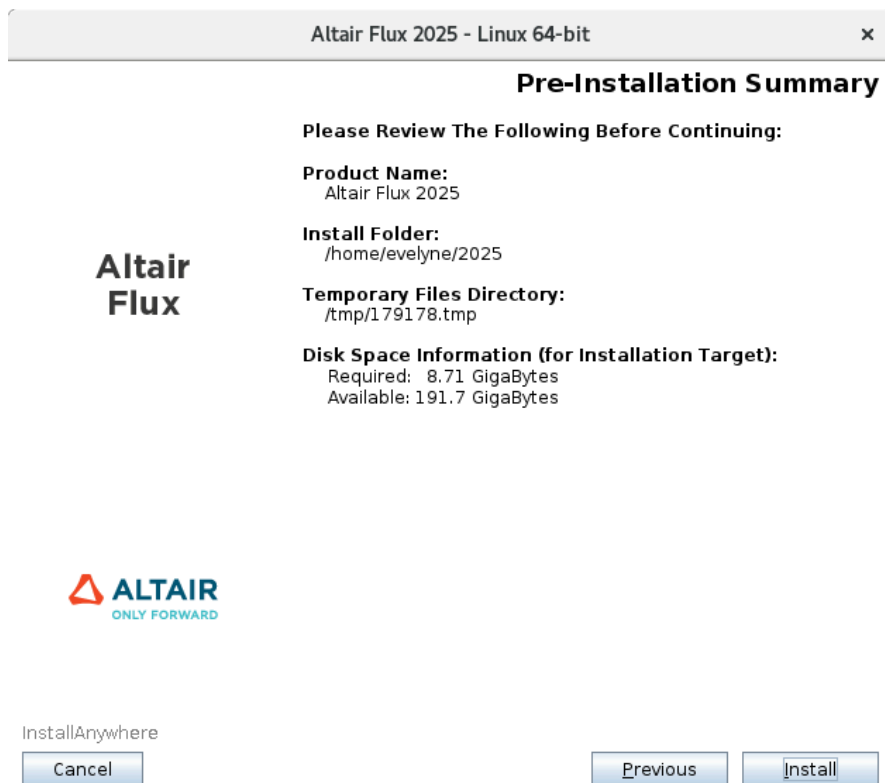 Altair Flux 2025 - Linux 64-bit
×
Pre-Installation Summary
Please Review The Following Before Continuing:
Product Name:
Altair Flux 2025
Install Folder:
/home/evelyne/2025
Temporary Files Directory:
/tmp/179178.tmp
Disk Space Information (for Installation Target):
Required: 8.71 GigaBytes
Available: 191.7 GigaBytes
Altair
Flux
ALTAIR
ONLY FORWARD
InstallAnywhere
Cancel
Previous
Install